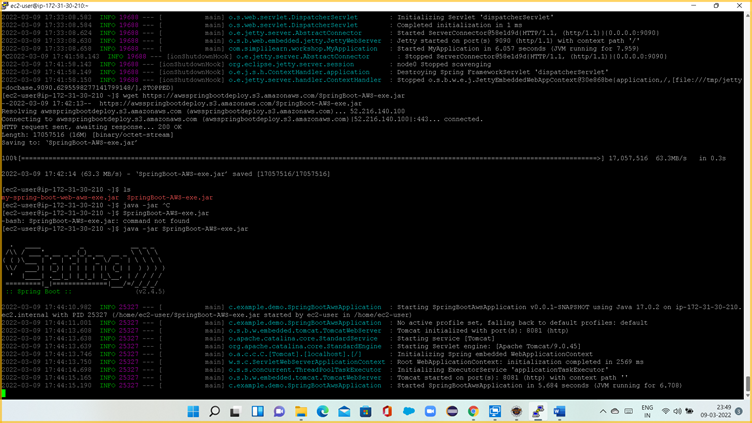 ec2-user@ip-172-31-30-210:~
2022-03-09 17:33:08.583  INFO 19688 --- [           main] o.s.web.servlet.DispatcherServlet        : Initializing Servlet 'dispatcherServlet'
2022-03-09 17:33:08.584  INFO 19688 --- [           main] o.s.web.servlet.DispatcherServlet        : Completed initialization in 1 ms
2022-03-09 17:33:08.624  INFO 19688 --- [           main] o.e.jetty.server.AbstractConnector       : Started ServerConnector@58e1d9d{HTTP/1.1, (http/1.1)}{0.0.0.0:9090}
2022-03-09 17:33:08.630  INFO 19688 --- [           main] o.s.b.web.embedded.jetty.JettyWebServer  : Jetty started on port(s) 9090 (http/1.1) with context path '/'
2022-03-09 17:33:08.658  INFO 19688 --- [           main] com.simplilearn.workshop.MyApplication   : Started MyApplication in 6.057 seconds (JVM running for 7.959)
^C2022-03-09 17:41:58.143  INFO 19688 --- [ionShutdownHook] o.e.jetty.server.AbstractConnector       : Stopped ServerConnector@58e1d9d{HTTP/1.1, (http/1.1)}{0.0.0.0:9090}
2022-03-09 17:41:58.149  INFO 19688 --- [ionShutdownHook] org.eclipse.jetty.server.session         : node0 Stopped scavenging
2022-03-09 17:41:58.147  INFO 19688 --- [ionShutdownHook] o.e.j.s.h.ContextHandler.application     : Destroying Spring FrameworkServlet 'dispatcherServlet'
2022-03-09 17:41:58.150  INFO 19688 --- [ionShutdownHook] o.e.jetty.server.handler.ContextHandler  : Stopped o.s.b.w.e.j.JettyEmbeddedWebAppContext@30e868be{application,/,[file:///tmp/jett
y-docbase.9090.6295598277141799148/],STOPPED}
[ec2-user@ip-172-31-30-210 ~]$ wget https://awsspringbootdeploy.s3.amazonaws.com/SpringBoot-AWS-exe.jar
--2022-03-09 17:42:13--  https://awsspringbootdeploy.s3.amazonaws.com/SpringBoot-AWS-exe.jar
Resolving awsspringbootdeploy.s3.amazonaws.com (awsspringbootdeploy.s3.amazonaws.com)... 52.216.140.100
Connecting to awsspringbootdeploy.s3.amazonaws.com (awsspringbootdeploy.s3.amazonaws.com)|52.216.140.100|:443... connected.
HTTP request sent, awaiting response... 200 OK
Length: 17057516 (16M) [binary/octet-stream]
Saving to: ‘SpringBoot-AWS-exe.jar’
100%[=====>] 17,057,516  63.3MB/s   in 0.3s
2022-03-09 17:42:14 (63.3 MB/s) - ‘SpringBoot-AWS-exe.jar’ saved [17057516/17057516]
[ec2-user@ip-172-31-30-210 ~]$ ls
my-spring-boot-web-aws-exe.jar  SpringBoot-AWS-exe.jar
[ec2-user@ip-172-31-30-210 ~]$ java -jar ^C
[ec2-user@ip-172-31-30-210 ~]$ SpringBoot-AWS-exe.jar
-bash: SpringBoot-AWS-exe.jar: command not found
[ec2-user@ip-172-31-30-210 ~]$ java -jar SpringBoot-AWS-exe.jar
:: Spring Boot ::                (v2.4.5)
2022-03-09 17:44:10.982  INFO 25327 --- [           main] c.example.demo.SpringBootAwsApplication  : Starting SpringBootAwsApplication v0.0.1-SNAPSHOT using Java 17.0.2 on ip-172-31-30-210.
ec2.internal with PID 25327 (/home/ec2-user/SpringBoot-AWS-exe.jar started by ec2-user in /home/ec2-user)
2022-03-09 17:44:11.001  INFO 25327 --- [           main] c.example.demo.SpringBootAwsApplication  : No active profile set, falling back to default profiles: default
2022-03-09 17:44:13.608  INFO 25327 --- [           main] o.s.b.w.embedded.tomcat.TomcatWebServer  : Tomcat initialized with port(s): 8081 (http)
2022-03-09 17:44:13.638  INFO 25327 --- [           main] o.apache.catalina.core.StandardService   : Starting service [Tomcat]
2022-03-09 17:44:13.639  INFO 25327 --- [           main] org.apache.catalina.core.StandardEngine  : Starting Servlet engine: [Apache Tomcat/9.0.45]
2022-03-09 17:44:13.746  INFO 25327 --- [           main] o.a.c.c.C.[Tomcat].[localhost].[/]       : Initializing Spring embedded WebApplicationContext
2022-03-09 17:44:13.750  INFO 25327 --- [           main] w.s.c.ServletWebServerApplicationContext : Root WebApplicationContext: initialization completed in 2569 ms
2022-03-09 17:44:14.698  INFO 25327 --- [           main] o.s.s.concurrent.ThreadPoolTaskExecutor  : Initializing ExecutorService 'applicationTaskExecutor'
2022-03-09 17:44:15.165  INFO 25327 --- [           main] o.s.b.w.embedded.tomcat.TomcatWebServer  : Tomcat started on port(s): 8081 (http) with context path ''
2022-03-09 17:44:15.190  INFO 25327 --- [           main] c.example.demo.SpringBootAwsApplication  : Started SpringBootAwsApplication in 5.604 seconds (JVM running for 6.708)
ENG
IN
23:49
09-03-2022